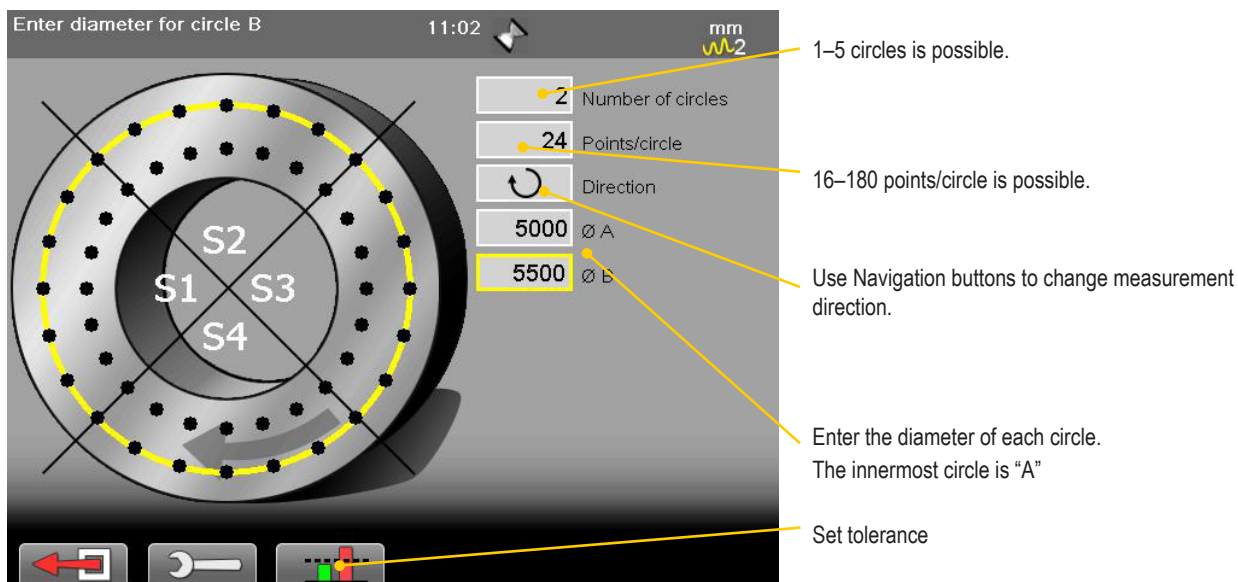 Enter diameter for circle B
11:02
mm
2
2 Number of circles
24 Points/circle
Direction
5000 Ø A
5500 Ø B
S2
S1 S3
S4
1–5 circles is possible.
16–180 points/circle is possible.
Use Navigation buttons to change measurement
direction.
Enter the diameter of each circle.
The innermost circle is “A”
Set tolerance